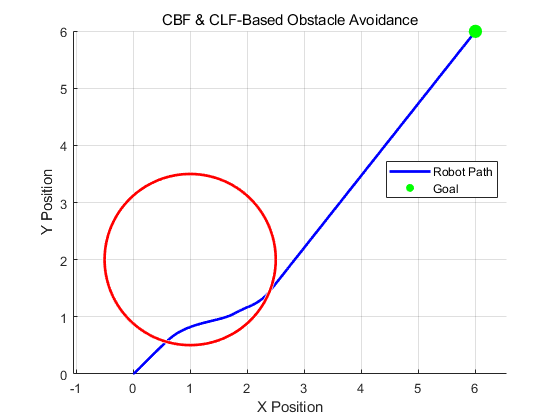 CBF & CLF-Based Obstacle Avoidance
6
5
4
3
2
1
0
Y Position
Robot Path
Goal
-1 0 1 2 3 4 5 6
X Position